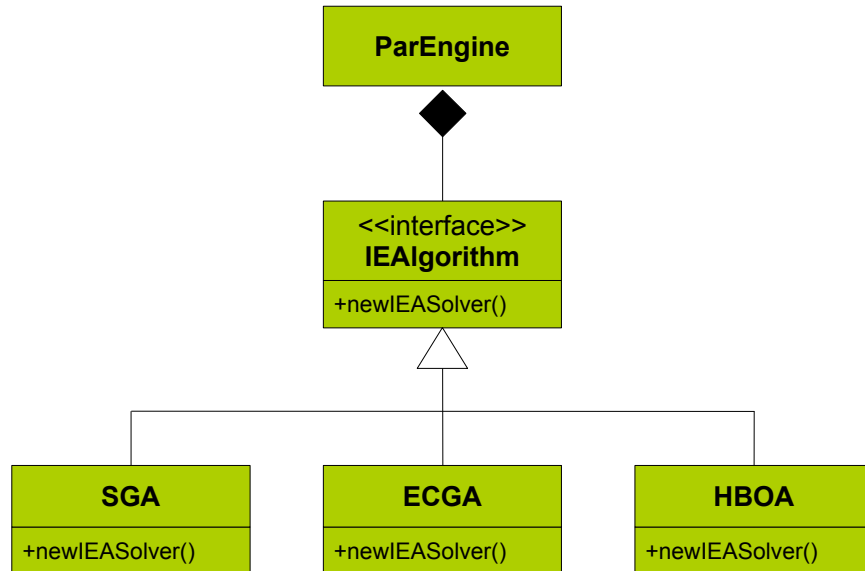 ParEngine
<<interface>>
IEAlgorithm
+newIEASolver()
SGA
ECGA
HBOA
+newIEASolver()
+newIEASolver()
+newIEASolver()